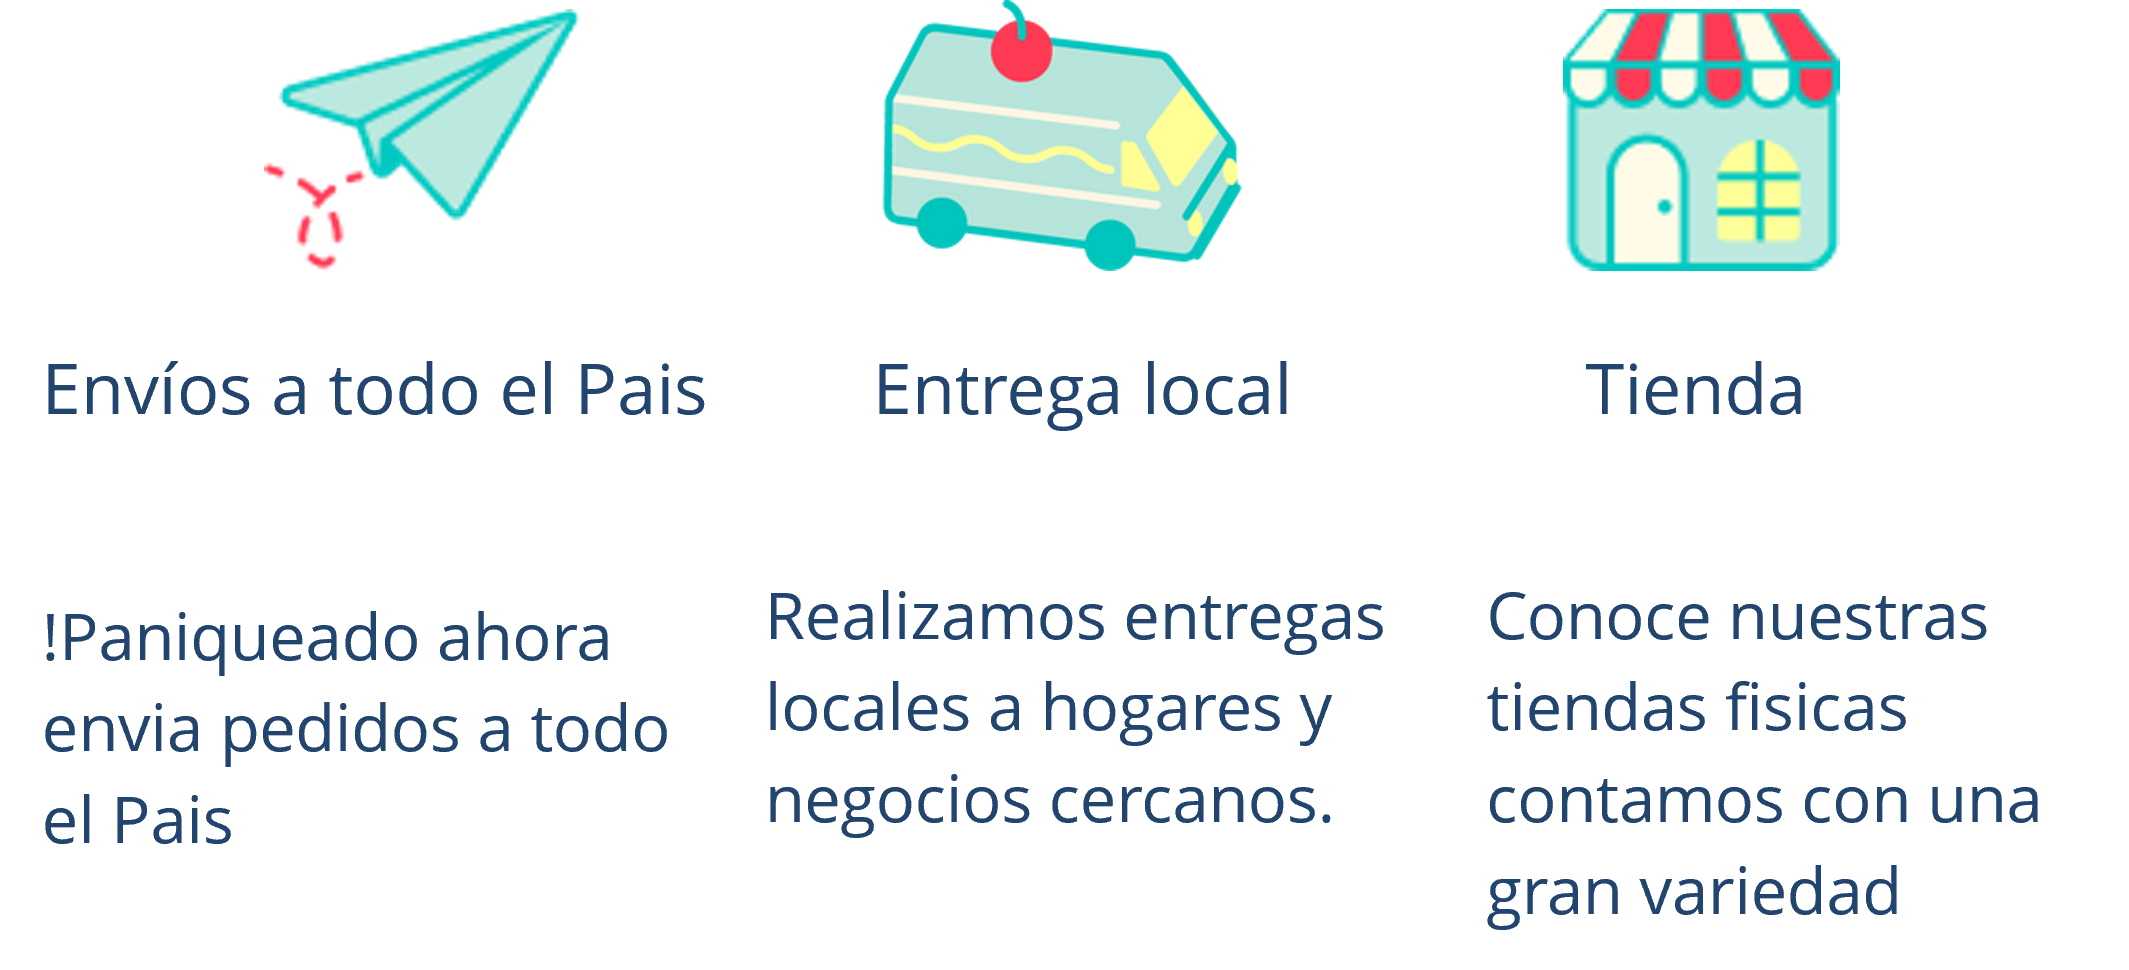 Envíos a todo el Pais
Entrega local
Tienda
!Paniqueado ahora
envia pedidos a todo
el Pais
Realizamos entregas
locales a hogares y
negocios cercanos.
Conoce nuestras
tiendas fisicas
contamos con una
gran variedad